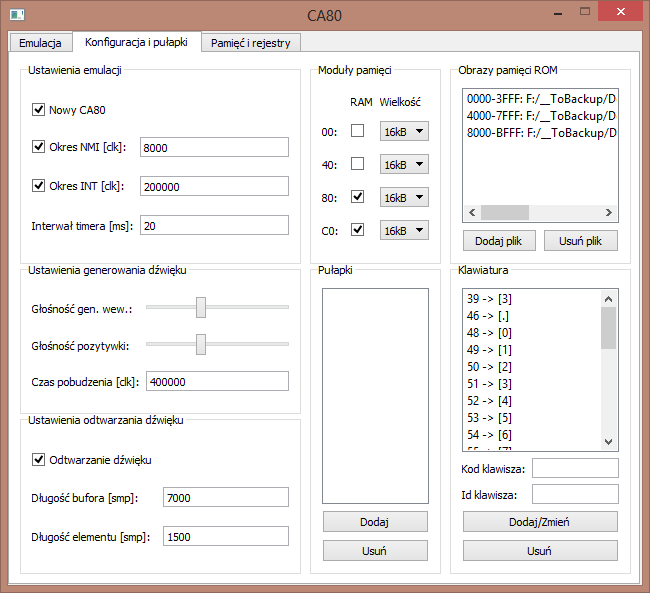 CA80
Emulacja
Konfiguracja i pułapki
Pamięć i rejestry
Ustawienia emulacji
Nowy CA80
Okres NMI [clk]: 8000
Okres INT [clk]: 200000
Interwał timera [ms]: 20
Ustawienia generowania dźwięku
Głośność gen. wew.:
Głośność pozytywki:
Czas pobudzenia [clk]: 400000
Ustawienia odtwarzania dźwięku
Odtwarzanie dźwięku
Długość bufora [smp]: 7000
Długość elementu [smp]: 1500
Moduły pamięci
RAM Wielkość
00: 16kB
40: 16kB
80: 16kB
C0: 16kB
Pułapki
Dodaj
Usuń
Obrazy pamięci ROM
0000-3FFF: F:/__ToBackup/D
4000-7FFF: F:/__ToBackup/D
8000-BFFF: F:/__ToBackup/D
Dodaj plik
Usuń plik
Klawiatura
39 -> [3]
46 -> [.]
48 -> [0]
49 -> [1]
50 -> [2]
51 -> [3]
52 -> [4]
53 -> [5]
54 -> [6]
55 -> [7]
Kod klawisza:
Id klawisza:
Dodaj/Zmień
Usuń